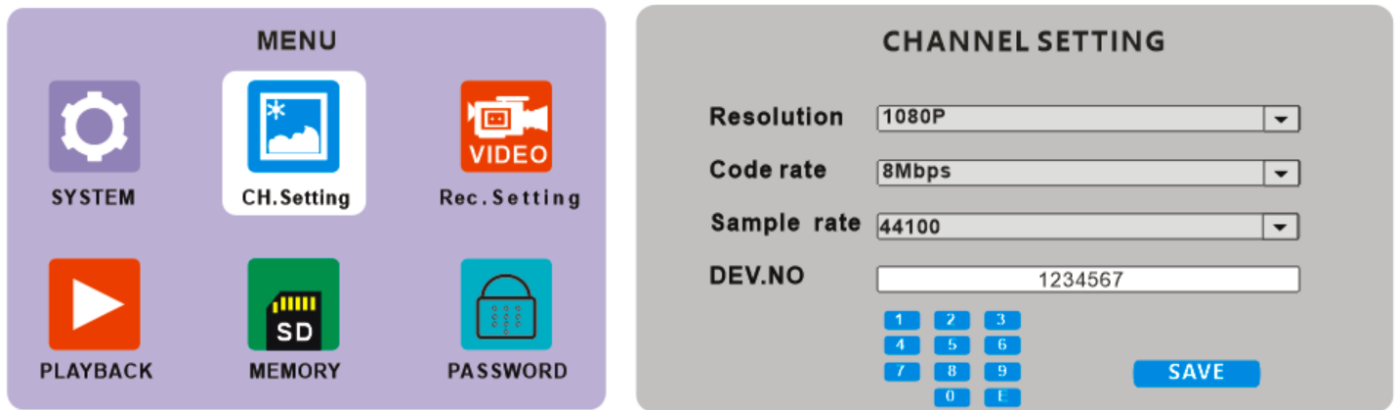 MENU
VIDEO
SYSTEM
CH.Setting
Rec.Setting
SD
PLAYBACK
MEMORY
PASSWORD
CHANNEL SETTING
Resolution 1080P
Code rate 8Mbps
Sample rate 44100
DEV.NO 1234567
1 2 3
4 5 6
7 8 9
0 E
SAVE